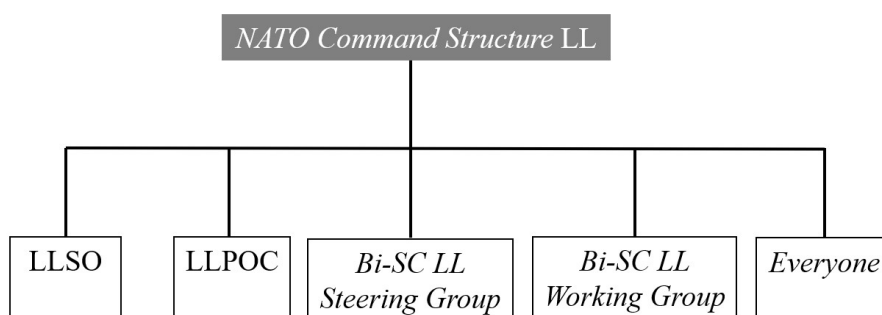 NATO Command Structure LL
LLSO
LLPOC
Bi-SC LL
Steering Group
Bi-SC LL
Working Group
Everyone